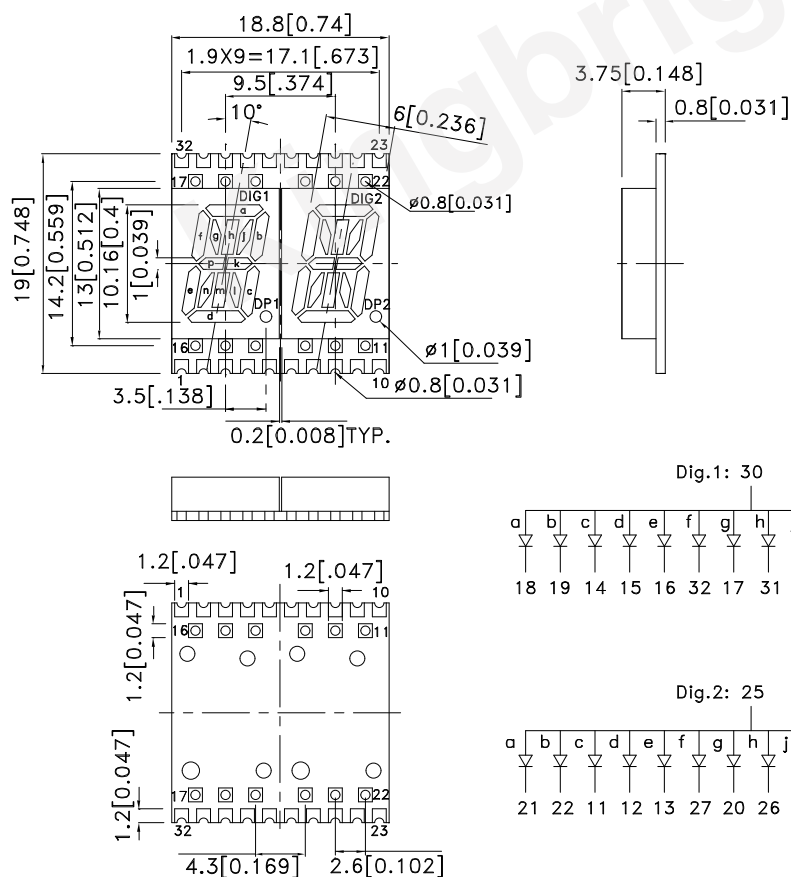 18.8[0.74]
1.9X9=17.1[.673]
9.5[.374]
10°
6[0.236]
3.75[0.148]
0.8[0.031]
32
23
17
22
DIG1
DIG2
ø0.8[0.031]
a
f
g
h
j
b
p
k
e
n
m
l
c
d
DP1
DP2
19[0.748]
14.2[0.559]
13[0.512]
10.16[0.4]
1[0.039]
16
11
ø1[0.039]
1
10
ø0.8[0.031]
3.5[.138]
0.2[0.008]TYP.
1.2[.047]
1.2[.047]
1
10
16
11
1.2[0.047]
1.2[0.047]
17
22
32
23
4.3[0.169]
2.6[0.102]
Dig.1: 30
a b c d e f g h
18 19 14 15 16 32 17 31
Dig.2: 25
a b c d e f g h j
21 22 11 12 13 27 20 26
Kingbri